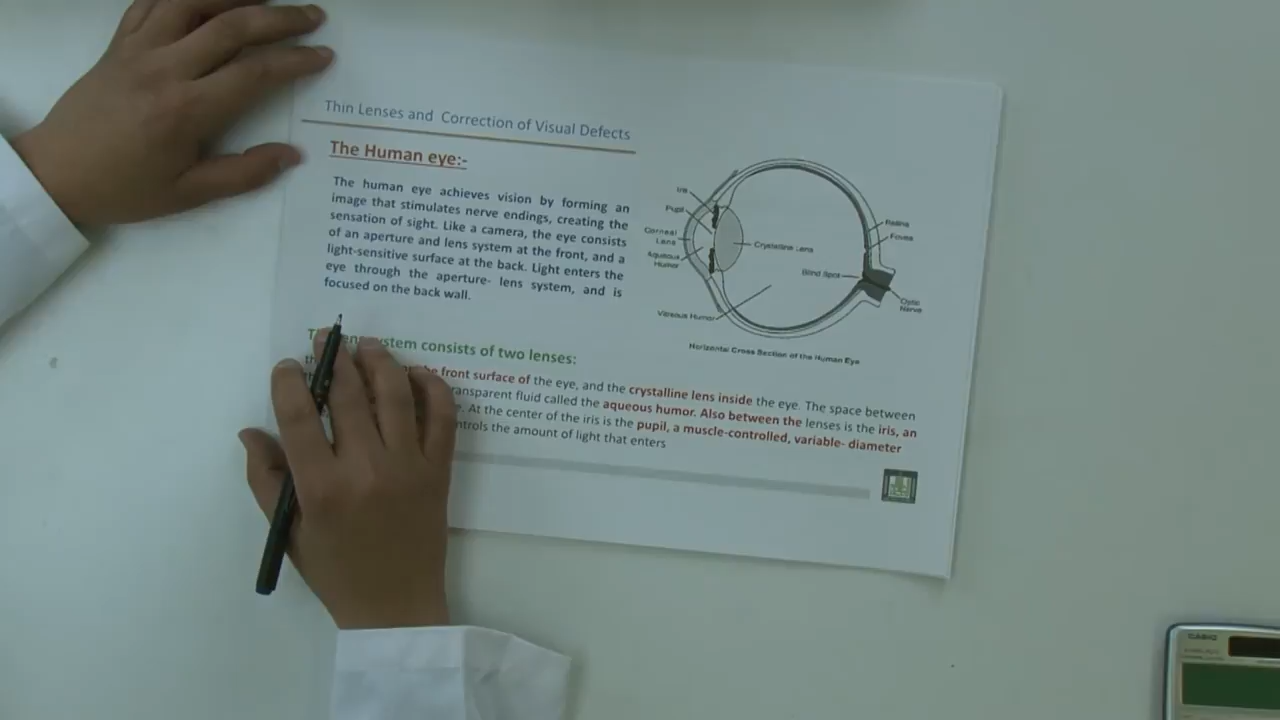 Thin Lenses and Correction of Visual Defects
The Human eye:-
The human eye achieves vision by forming an
image that stimulates nerve endings, creating the
sensation of sight. Like a camera, the eye consists
of an aperture and lens system at the front, and a
light-sensitive surface at the back. Light enters the
eye through the aperture- lens system, and is
focused on the back wall.
Iris
Pupil
Corneal
Lens
Aqueous
Humor
Vitreous Humor
Crystalline Lens
Retina
Fovea
Blind Spot
Optic
Nerve
Horizontal Cross Section of the Human Eye
system consists of two lenses:
the front surface of the eye, and the crystalline lens inside the eye. The space between
transparent fluid called the aqueous humor. Also between the lenses is the iris, an
At the center of the iris is the pupil, a muscle-controlled, variable- diameter
controls the amount of light that enters
CASIO